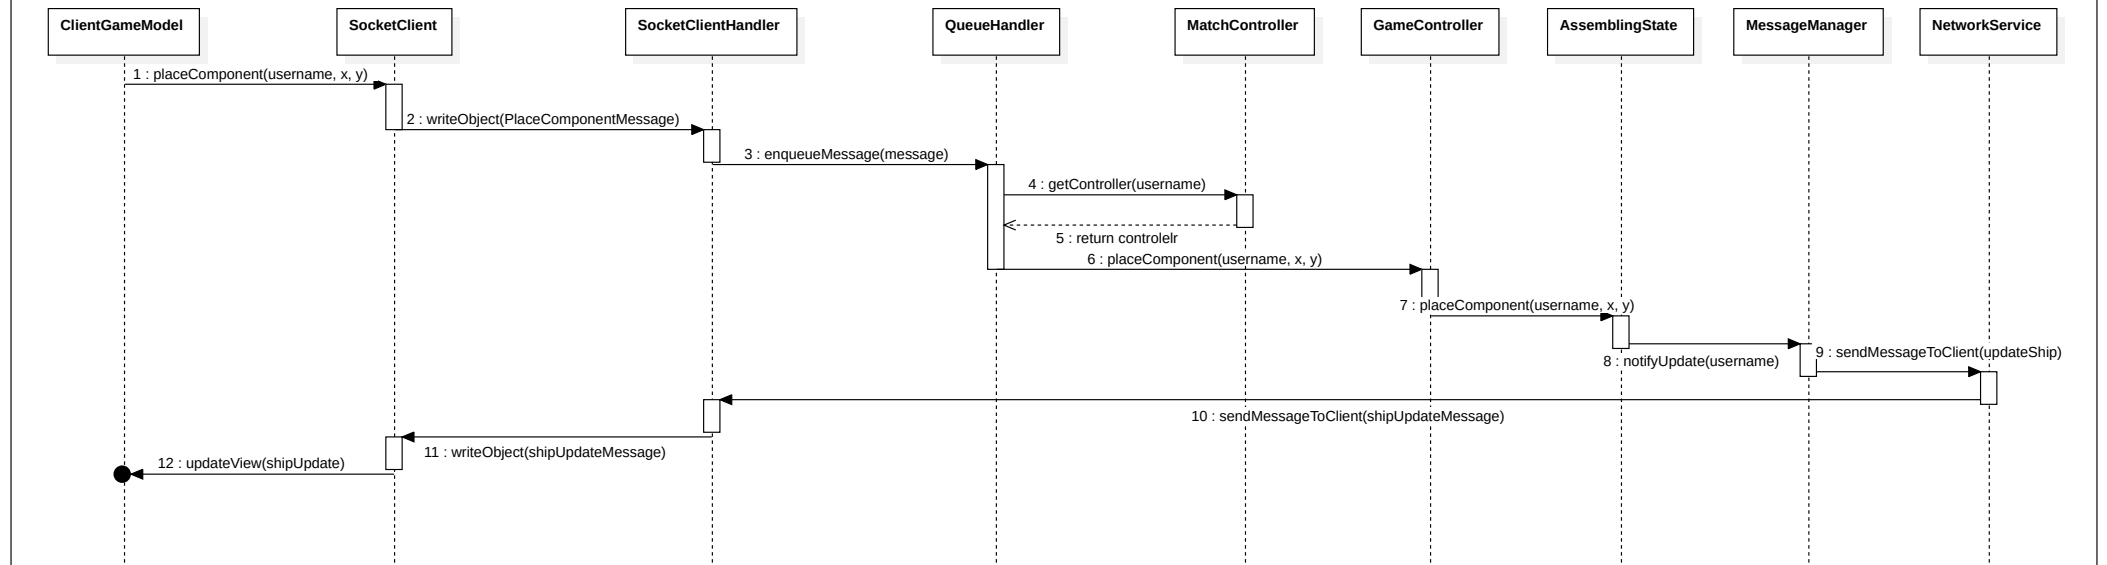 ClientGameModel
SocketClient
SocketClientHandler
QueueHandler
MatchController
GameController
AssemblingState
MessageManager
NetworkService
1 : placeComponent(username, x, y)
2 : writeObject(PlaceComponentMessage)
3 : enqueueMessage(message)
4 : getController(username)
5 : return controlelr
6 : placeComponent(username, x, y)
7 : placeComponent(username, x, y)
8 : notifyUpdate(username)
9 : sendMessageToClient(updateShip)
10 : sendMessageToClient(shipUpdateMessage)
11 : writeObject(shipUpdateMessage)
12 : updateView(shipUpdate)